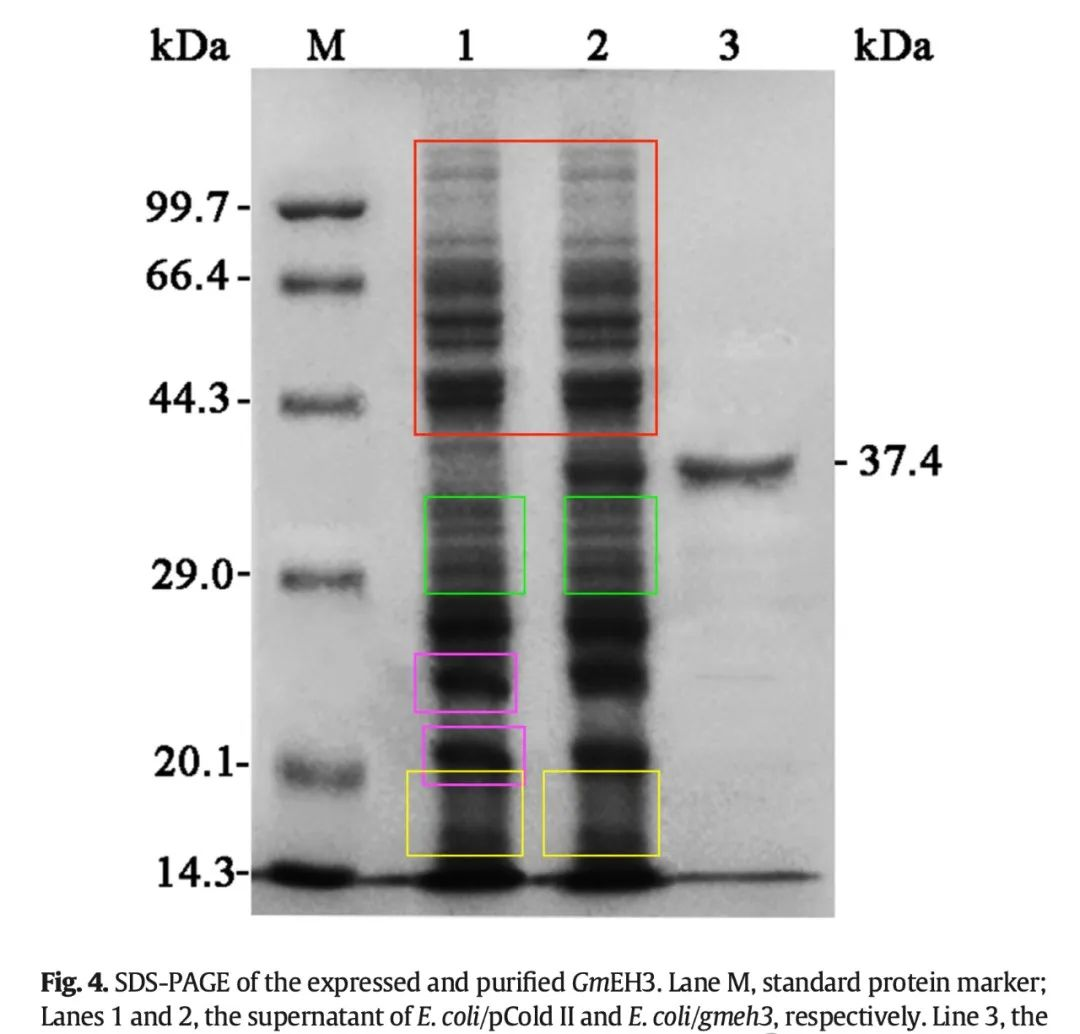 kDa M 1 2 3 kDa
99.7-
66.4-
44.3-
- 37.4
29.0-
20.1-
14.3-
Fig. 4. SDS-PAGE of the expressed and purified GmEH3. Lane M, standard protein marker;
Lanes 1 and 2, the supernatant of E. coli/pCold II and E. coli/gmeh3, respectively. Line 3, the